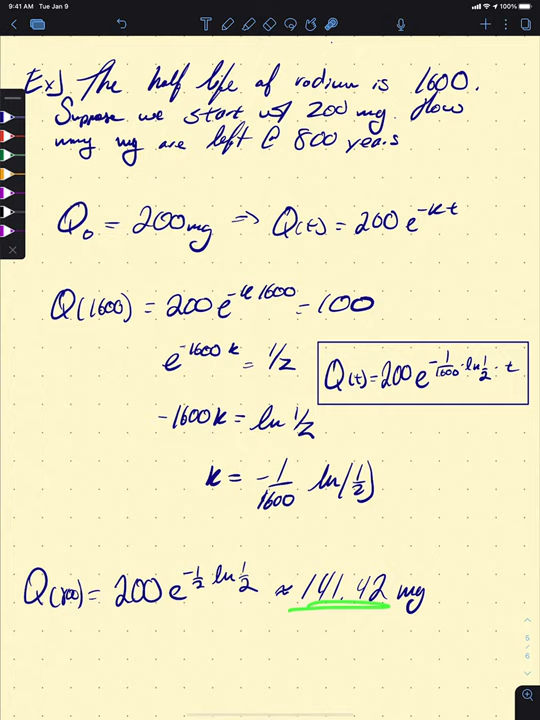 9:41 AM Tue Jan 9
100%
Ex] The half life of radium is 1600.
Suppose we start w/ 200 mg. How
many mg are left @ 800 years
Q₀ = 200mg => Q(t) = 200 e^{-kt}
Q(1600) = 200 e^{-k 1600} = 100
e^{-1600 k} = 1/2
Q(t) = 200 e^{-1/1600 · ln 1/2 · t}
-1600k = ln 1/2
k = -1/1600 ln(1/2)
Q(800) = 200 e^{-1/2 ln 1/2} ≈ 141.42 mg
5
/
6